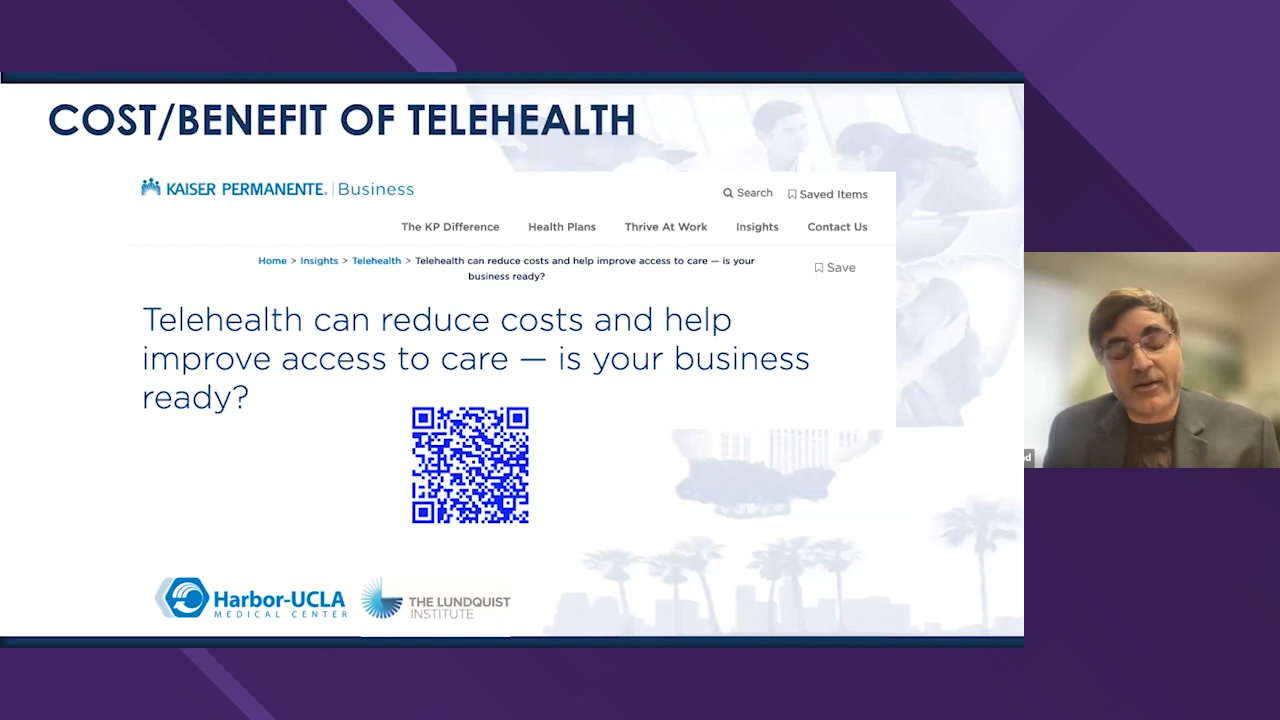 COST/BENEFIT OF TELEHEALTH
KAISER PERMANENTE. | Business
Search Saved Items
The KP Difference Health Plans Thrive At Work Insights Contact Us
Home > Insights > Telehealth > Telehealth can reduce costs and help improve access to care — is your
business ready?
Save
Telehealth can reduce costs and help
improve access to care — is your business
ready?
nd
Harbor-UCLA
MEDICAL CENTER
THE LUNDQUIST
INSTITUTE